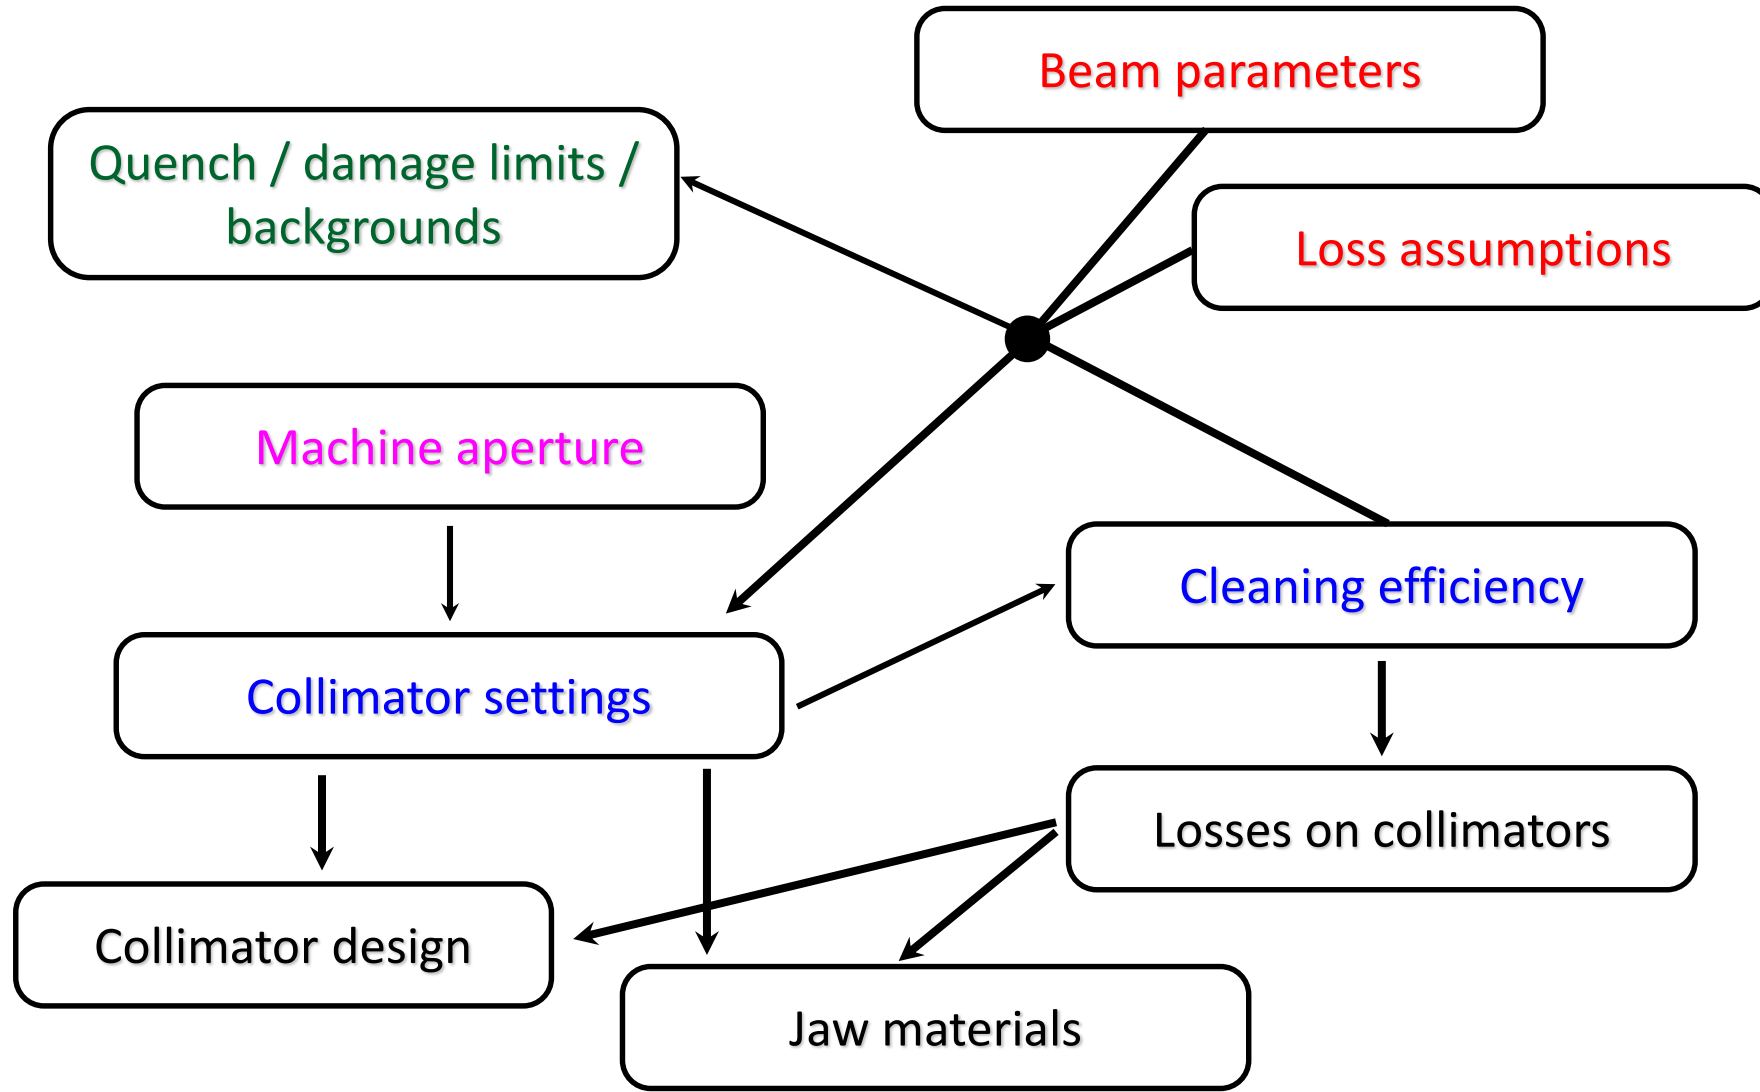 Beam parameters
Quench / damage limits /
backgrounds
Loss assumptions
Machine aperture
Cleaning efficiency
Collimator settings
Losses on collimators
Collimator design
Jaw materials